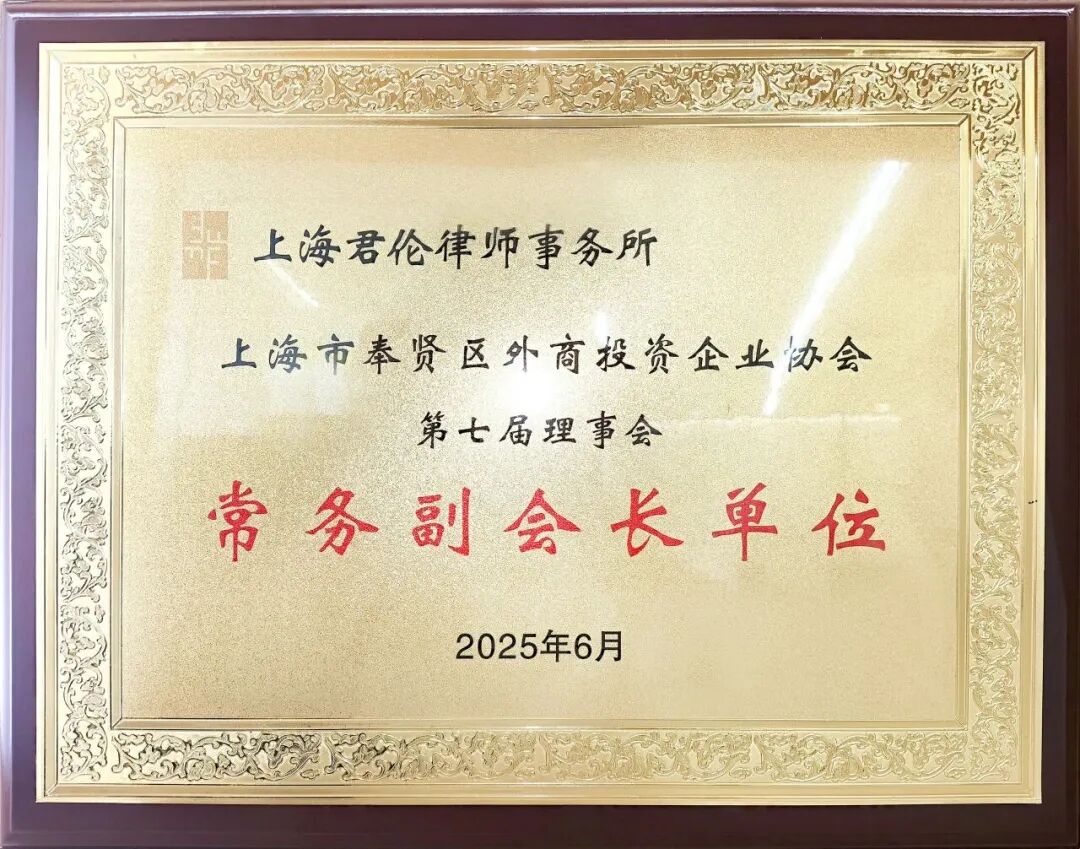 上海君伦律师事务所
上海市奉贤区外商投资企业协会
第七届理事会
常务副会长单位
2025年6月